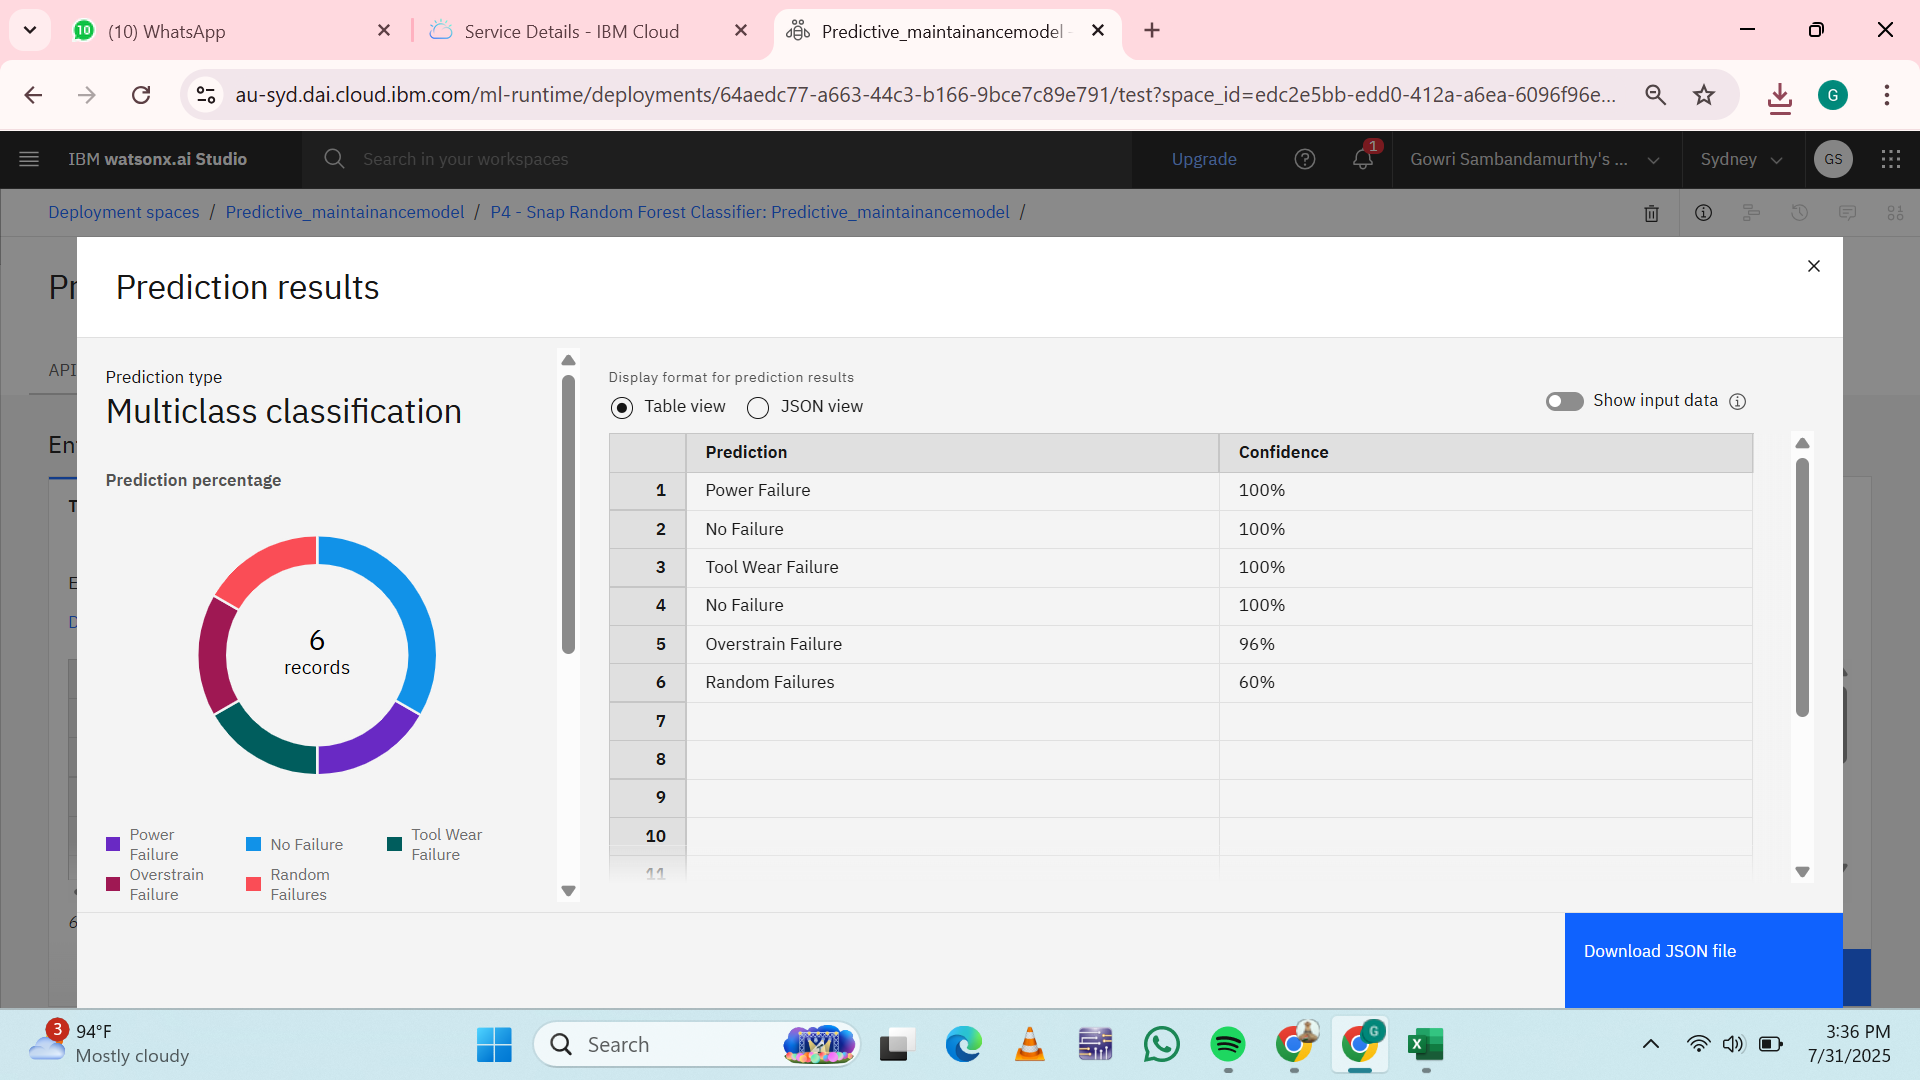 10
(10) WhatsApp
Service Details - IBM Cloud
Predictive_maintainancemodel -
au-syd.dai.cloud.ibm.com/ml-runtime/deployments/64aedc77-a663-44c3-b166-9bce7c89e791/test?space_id=edc2e5bb-edd0-412a-a6ea-6096f96e...
G
IBM watsonx.ai Studio
Search in your workspaces
Upgrade
1
Gowri Sambandamurthy's ...
Sydney
GS
Deployment spaces / Predictive_maintainancemodel / P4 - Snap Random Forest Classifier: Predictive_maintainancemodel /
Prediction results
API
Prediction type
Multiclass classification
Prediction percentage
6
records
Power Failure
No Failure
Tool Wear Failure
Overstrain Failure
Random Failures
Display format for prediction results
Table view
JSON view
Show input data
Prediction Confidence
1 Power Failure 100%
2 No Failure 100%
3 Tool Wear Failure 100%
4 No Failure 100%
5 Overstrain Failure 96%
6 Random Failures 60%
7
8
9
10
11
Download JSON file
3
94°F
Mostly cloudy
Search
G
3:36 PM
7/31/2025